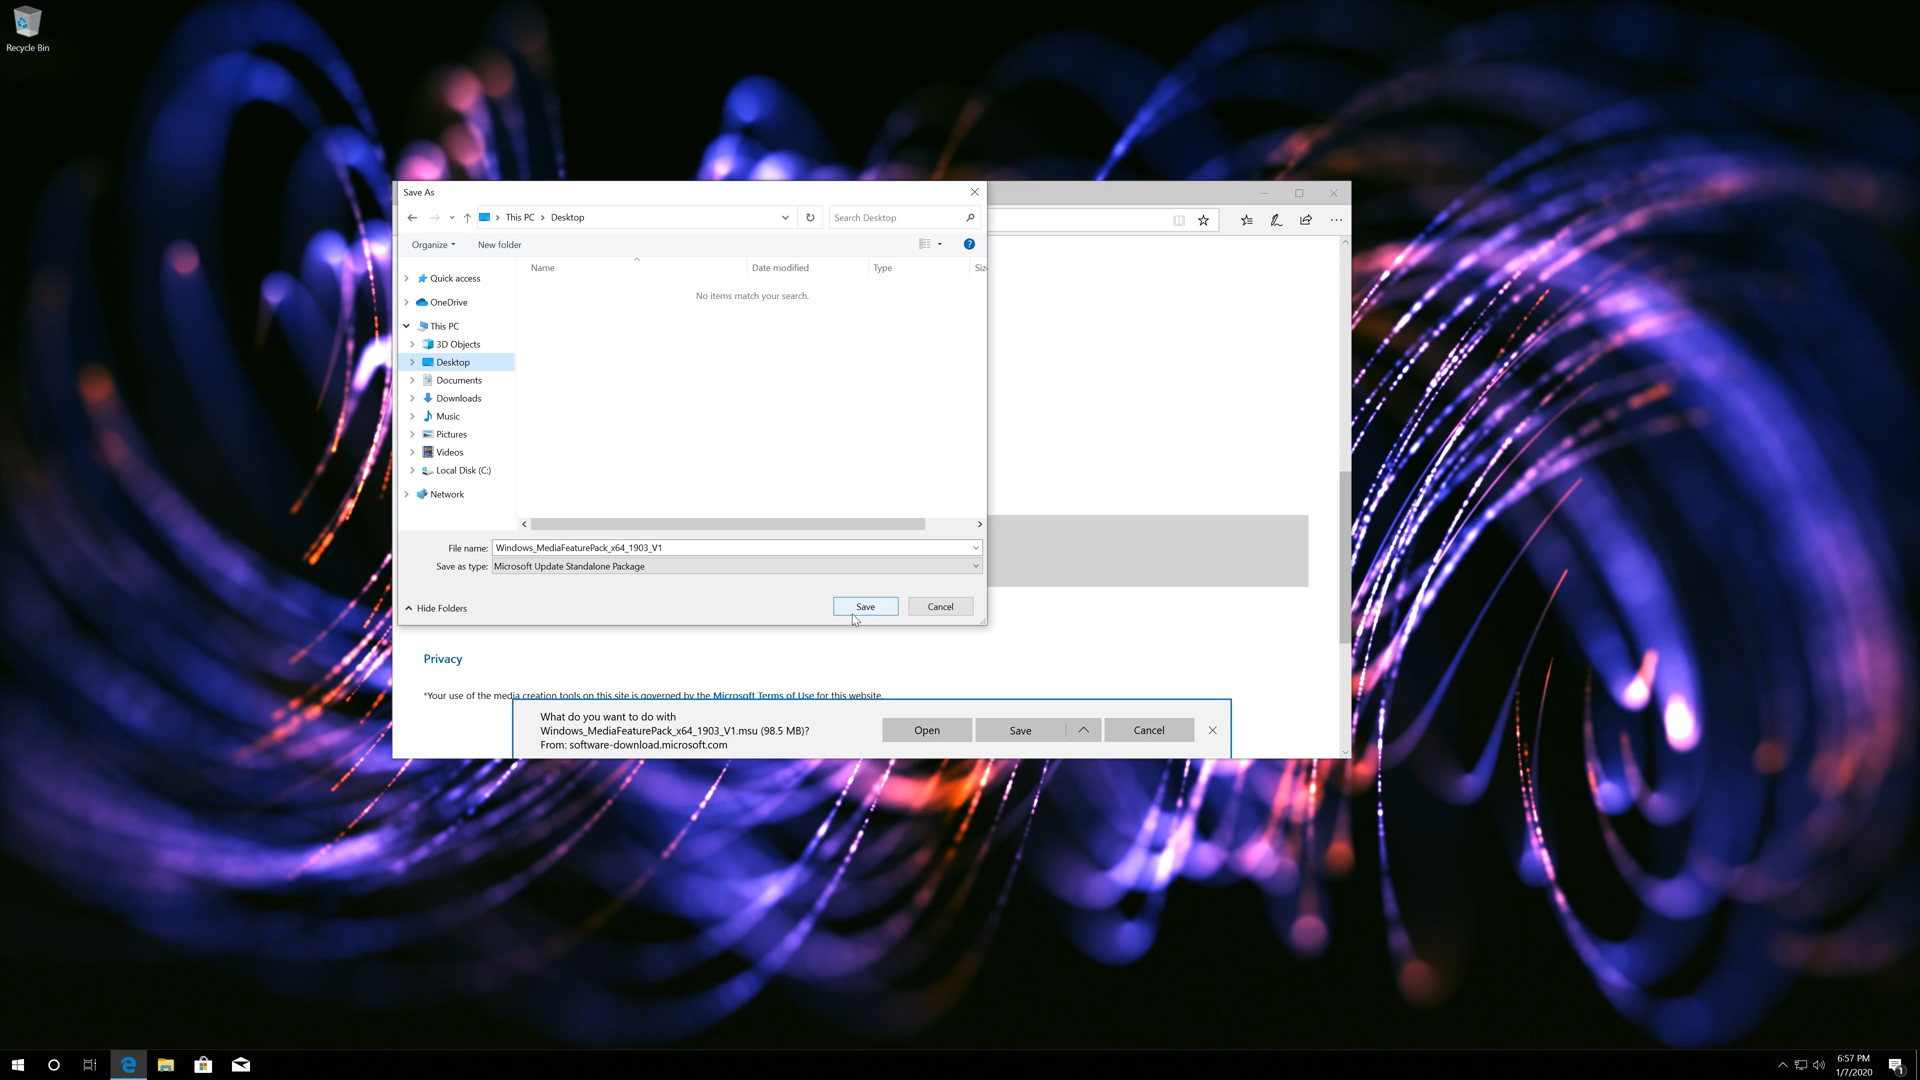 Recycle Bin
Save As
This PC
Desktop
Search Desktop
Organize
New folder
Name
Date modified
Type
Siz
No items match your search.
Quick access
OneDrive
This PC
3D Objects
Desktop
Documents
Downloads
Music
Pictures
Videos
Local Disk (C:)
Network
File name: Windows_MediaFeaturePack_x64_1903_V1
Save as type: Microsoft Update Standalone Package
Hide Folders
Save
Cancel
Privacy
*Your use of the media creation tools on this site is governed by the Microsoft Terms of Use for this website.
What do you want to do with
Windows_MediaFeaturePack_x64_1903_V1.msu (98.5 MB)?
From: software-download.microsoft.com
Open
Save
Cancel
6:57 PM
1/7/2020
1